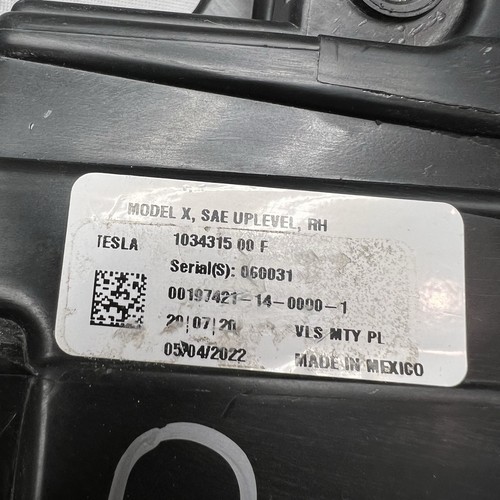 MODEL X, SAE UPLEVEL, RH
TESLA 1034315 00 F
Serial(S): 060031
00197421-14-0000-1
20|07|20 VLS MTY PL
05/04/2022 MADE IN MEXICO